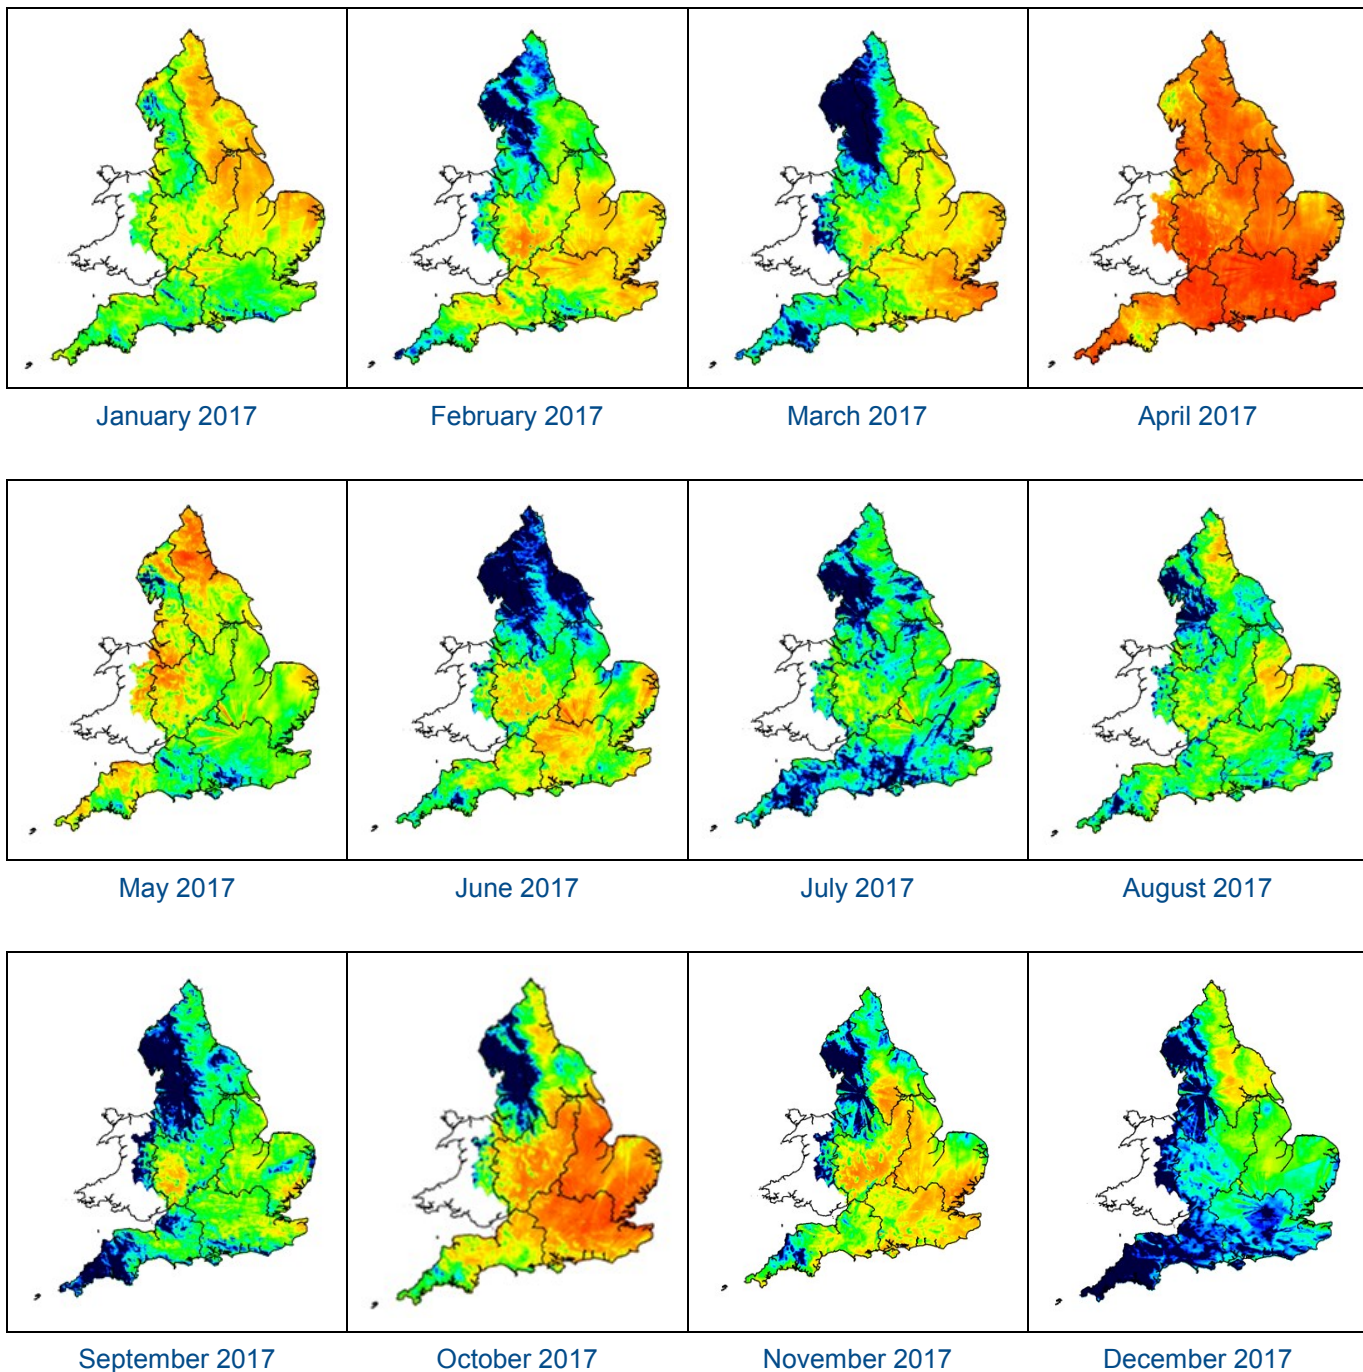 January 2017
February 2017
March 2017
April 2017
May 2017
June 2017
July 2017
August 2017
September 2017
October 2017
November 2017
December 2017